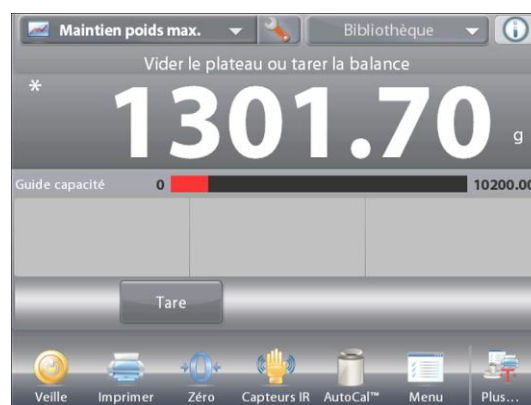 Maintien poids max. Bibliothèque
Vider le plateau ou tarer la balance
* 1301.70 g
Guide capacité 0 10200.00
Tare
Veille Imprimer Zéro Capteurs IR AutoCal™ Menu Plus...